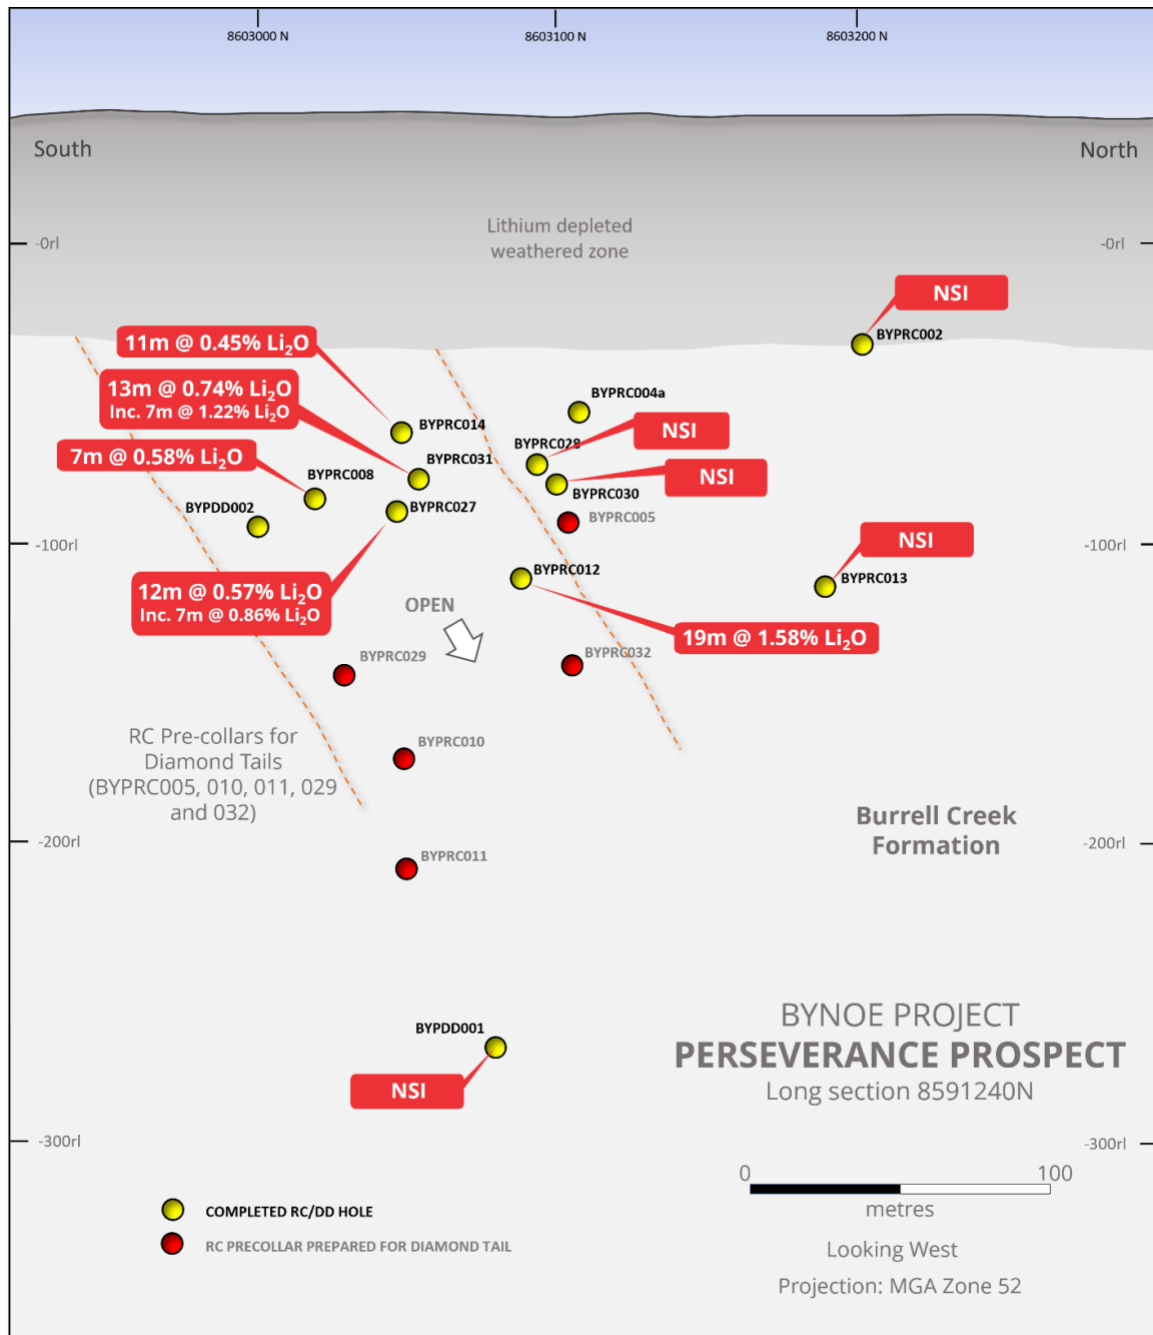 8603000 N
8603100 N
8603200 N
South
North
Lithium depleted
weathered zone
-0rl
-0rl
NSI
BYPRC002
11m @ 0.45% Li₂O
13m @ 0.74% Li₂O
Inc. 7m @ 1.22% Li₂O
7m @ 0.58% Li₂O
BYPRC004a
BYPRC014
BYPRC028
NSI
BYPRC031
BYPRC008
NSI
BYPRC030
BYPDD002
BYPRC027
BYPRC005
-100rl
-100rl
NSI
BYPRC012
BYPRC013
12m @ 0.57% Li₂O
Inc. 7m @ 0.86% Li₂O
OPEN
19m @ 1.58% Li₂O
BYPRC029
BYPRC032
RC Pre-collars for
Diamond Tails
(BYPRC005, 010, 011, 029
and 032)
BYPRC010
Burrell Creek
Formation
-200rl
-200rl
BYPRC011
BYPDD001
NSI
BYNOE PROJECT
PERSEVERANCE PROSPECT
Long section 8591240N
-300rl
-300rl
0
100
metres
COMPLETED RC/DD HOLE
RC PRECOLLAR PREPARED FOR DIAMOND TAIL
Looking West
Projection: MGA Zone 52